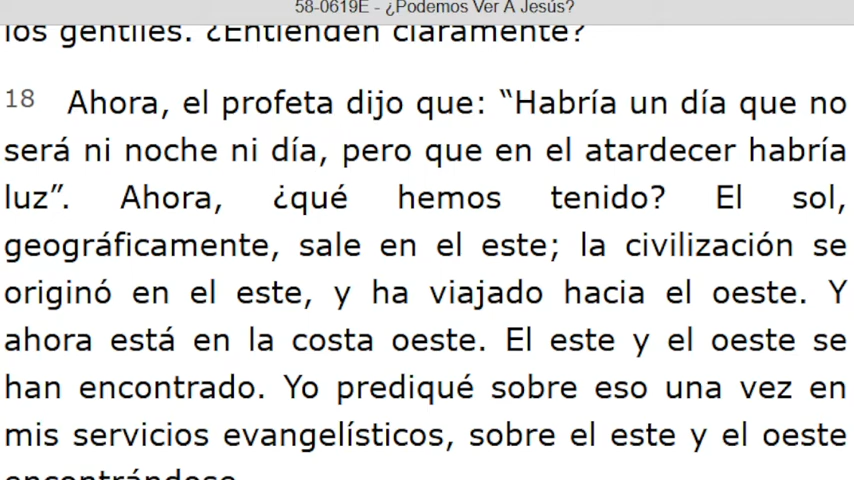 58-0619E - ¿Podemos Ver A Jesús?
los gentiles. ¿Entienden claramente?
18 Ahora, el profeta dijo que: “Habría un día que no
será ni noche ni día, pero que en el atardecer habría
luz”. Ahora, ¿qué hemos tenido? El sol,
geográficamente, sale en el este; la civilización se
originó en el este, y ha viajado hacia el oeste. Y
ahora está en la costa oeste. El este y el oeste se
han encontrado. Yo prediqué sobre eso una vez en
mis servicios evangelísticos, sobre el este y el oeste
encontrándose